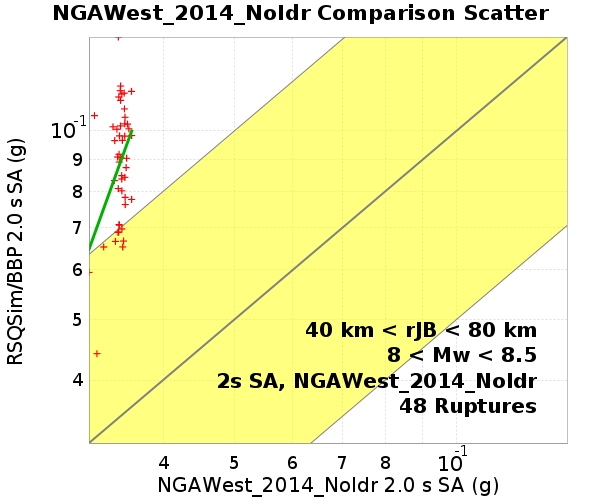 NGAWest_2014_NoIdr Comparison Scatter
RSQSim/BBP 2.0 s SA (g)
10-1
9
8
7
6
5
4
40 km < rJB < 80 km
8 < Mw < 8.5
2s SA, NGAWest_2014_NoIdr
48 Ruptures
4 5 6 7 8 10-1
NGAWest_2014_NoIdr 2.0 s SA (g)